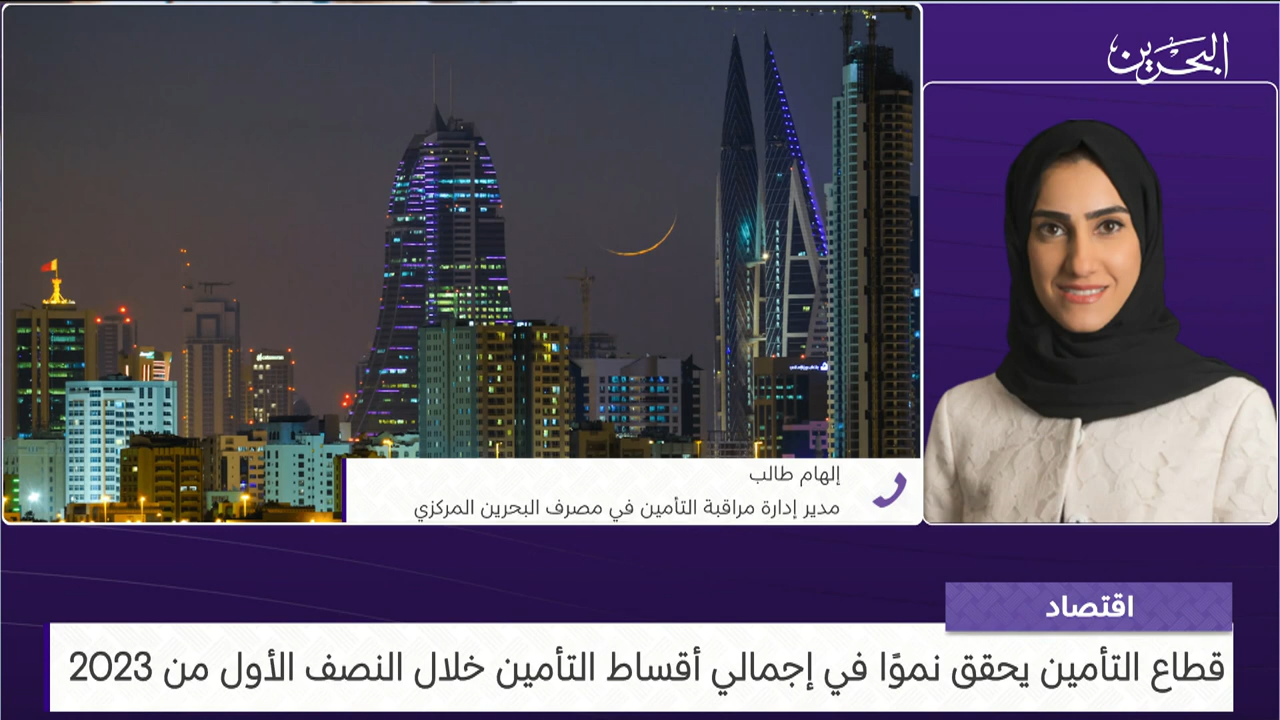 البحرين
إلهام طالب
مدير إدارة مراقبة التأمين في مصرف البحرين المركزي
اقتصاد
قطاع التأمين يحقق نموًا في إجمالي أقساط التأمين خلال النصف الأول من 2023